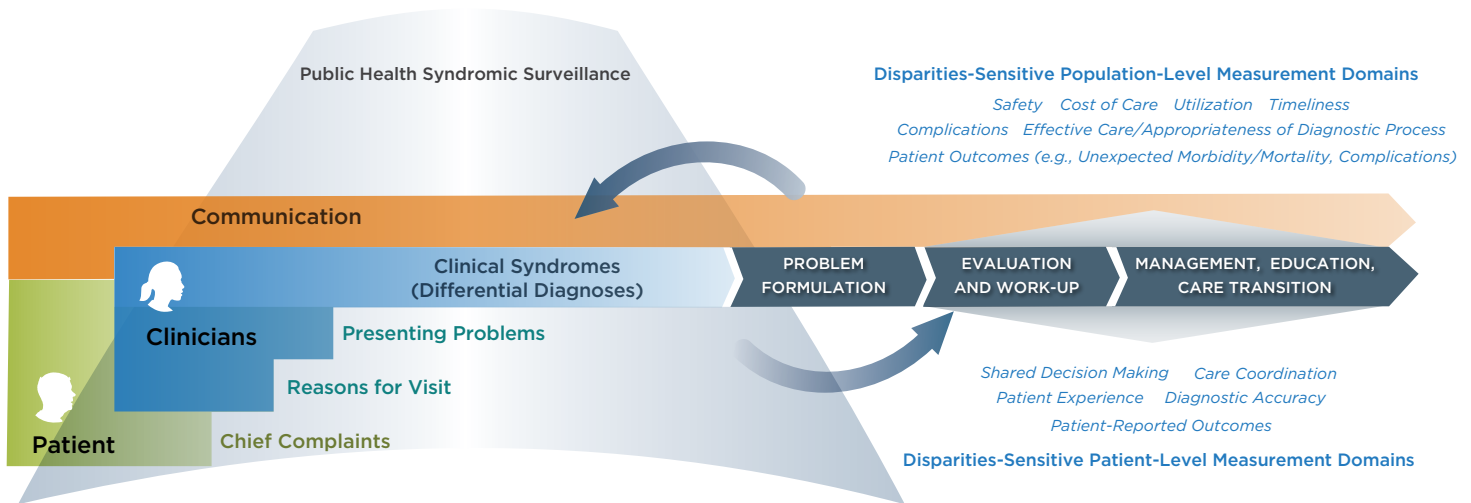 Public Health Syndromic Surveillance
Disparities-Sensitive Population-Level Measurement Domains
Safety Cost of Care Utilization Timeliness
Complications Effective Care/Appropriateness of Diagnostic Process
Patient Outcomes (e.g., Unexpected Morbidity/Mortality, Complications)
Communication
Clinical Syndromes
(Differential Diagnoses)
PROBLEM
FORMULATION
EVALUATION
AND WORK-UP
MANAGEMENT, EDUCATION,
CARE TRANSITION
Clinicians
Presenting Problems
Reasons for Visit
Patient
Chief Complaints
Shared Decision Making Care Coordination
Patient Experience Diagnostic Accuracy
Patient-Reported Outcomes
Disparities-Sensitive Patient-Level Measurement Domains